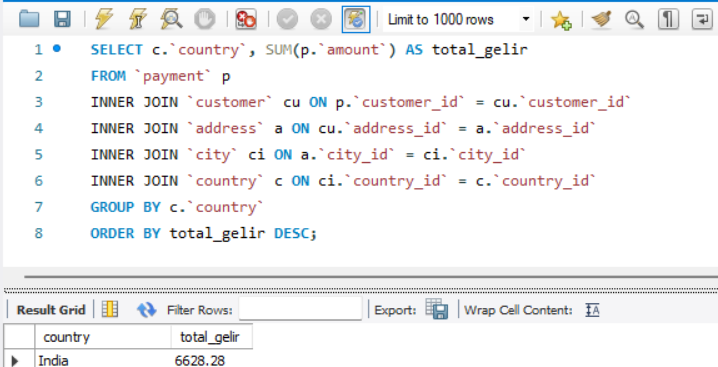 Limit to 1000 rows
1 SELECT c.`country`, SUM(p.`amount`) AS total_gelir
2 FROM `payment` p
3 INNER JOIN `customer` cu ON p.`customer_id` = cu.`customer_id`
4 INNER JOIN `address` a ON cu.`address_id` = a.`address_id`
5 INNER JOIN `city` ci ON a.`city_id` = ci.`city_id`
6 INNER JOIN `country` c ON ci.`country_id` = c.`country_id`
7 GROUP BY c.`country`
8 ORDER BY total_gelir DESC;
Result Grid Filter Rows: Export: Wrap Cell Content:
country total_gelir
India 6628.28